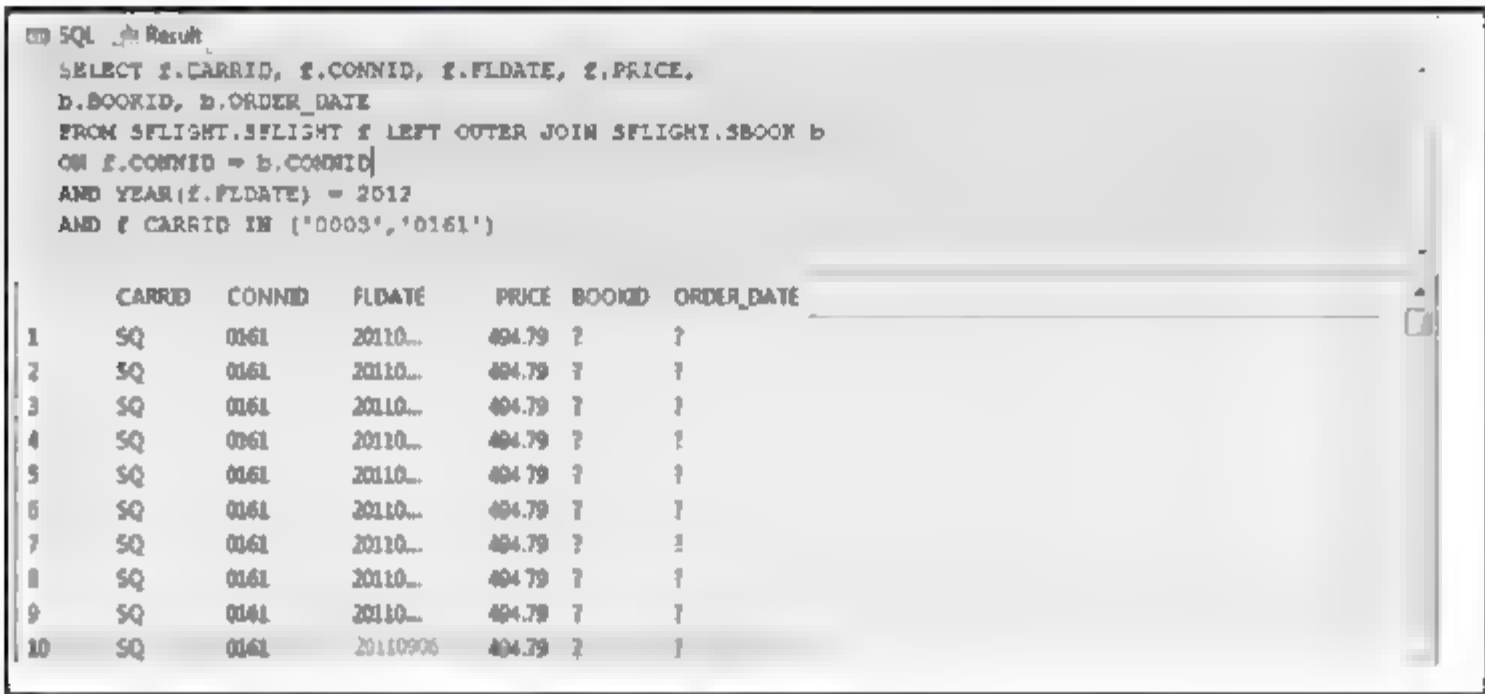 SQL Result
SELECT f.CARRID, f.CONNID, f.FLDATE, f.PRICE,
b.BOOKID, b.ORDER_DATE
FROM SFLIGHT.SFLIGHT f LEFT OUTER JOIN SFLIGHT.SBOOK b
ON f.CONNID = b.CONNID
AND YEAR(f.FLDATE) = 2012
AND f CARRID IN ('0003','0161')
CARRID CONNID FLDATE PRICE BOOKID ORDER_DATE
1 SQ 0161 20110... 404.79 ? ?
2 SQ 0161 20110... 404.79 ? ?
3 SQ 0161 20110... 404.79 ? ?
4 SQ 0161 20110... 404.79 ? ?
5 SQ 0161 20110... 404.79 ? ?
6 SQ 0161 20110... 404.79 ? ?
7 SQ 0161 20110... 404.79 ? ?
8 SQ 0161 20110... 404.79 ? ?
9 SQ 0161 20110... 404.79 ? ?
10 SQ 0161 20110906 404.79 ? ?